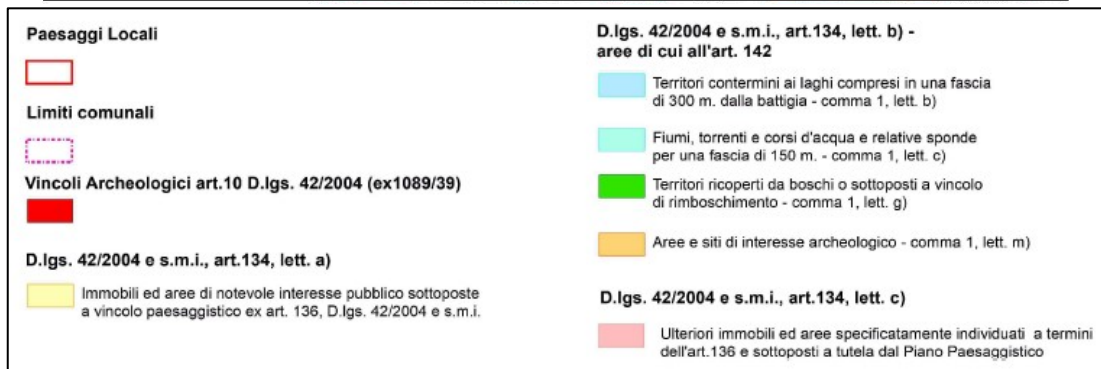 Paesaggi Locali
Limiti comunali
Vincoli Archeologici art.10 D.lgs. 42/2004 (ex1089/39)
D.lgs. 42/2004 e s.m.i., art.134, lett. a)
Immobili ed aree di notevole interesse pubblico sottoposte
a vincolo paesaggistico ex art. 136, D.lgs. 42/2004 e s.m.i.
D.lgs. 42/2004 e s.m.i., art.134, lett. b) -
aree di cui all'art. 142
Territori contermini ai laghi compresi in una fascia
di 300 m. dalla battigia - comma 1, lett. b)
Fiumi, torrenti e corsi d'acqua e relative sponde
per una fascia di 150 m. - comma 1, lett. c)
Territori ricoperti da boschi o sottoposti a vincolo
di rimboschimento - comma 1, lett. g)
Aree e siti di interesse archeologico - comma 1, lett. m)
D.lgs. 42/2004 e s.m.i., art.134, lett. c)
Ulteriori immobili ed aree specificatamente individuati a termini
dell'art.136 e sottoposti a tutela dal Piano Paesaggistico